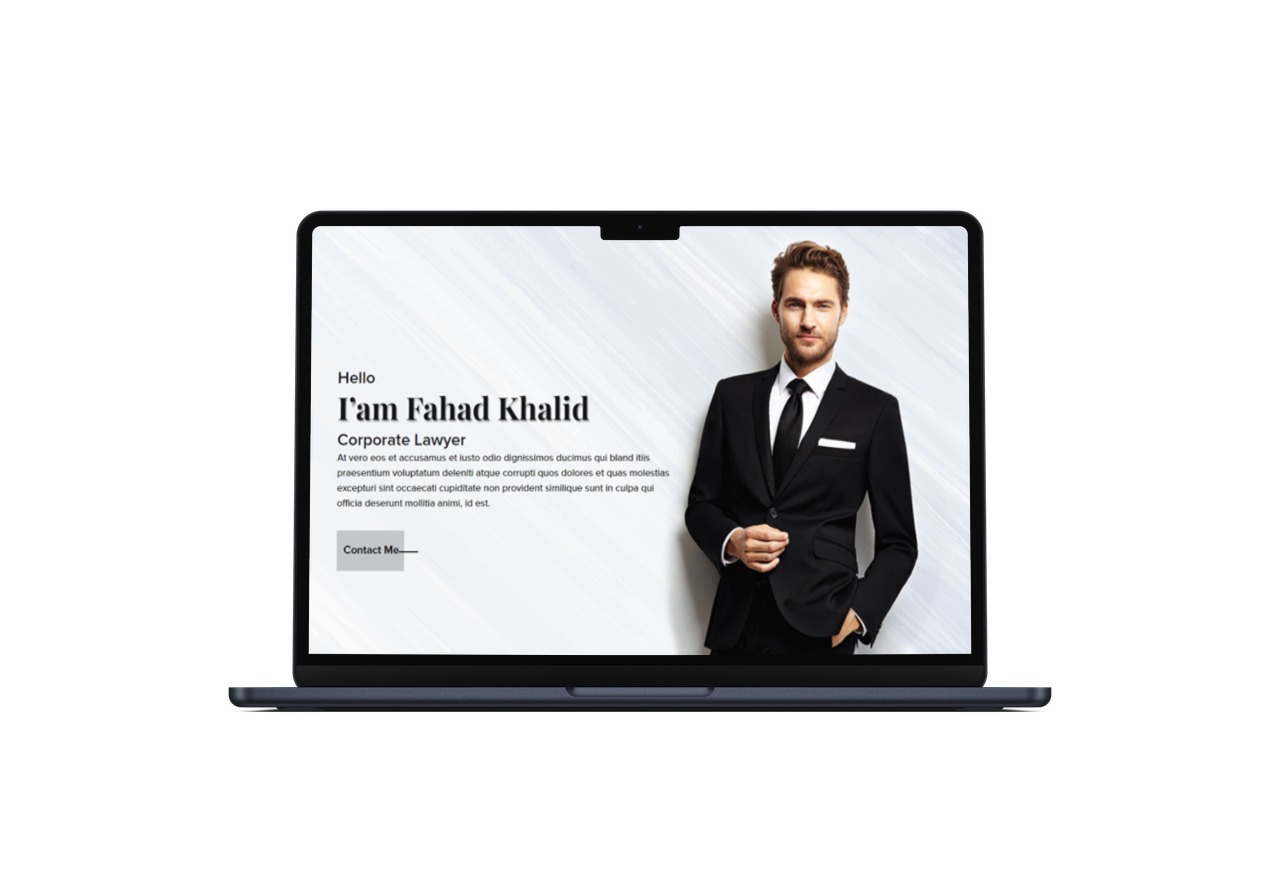 Hello
I'am Fahad Khalid
Corporate Lawyer
At vero eos et accusamus et iusto odio dignissimos ducimus qui bland itiis
praesentium voluptatum deleniti atque corrupti quos dolores et quas molestias
excepturi sint occaecati cupiditate non provident similique sunt in culpa qui
officia deserunt mollitia animi, id est.
Contact Me